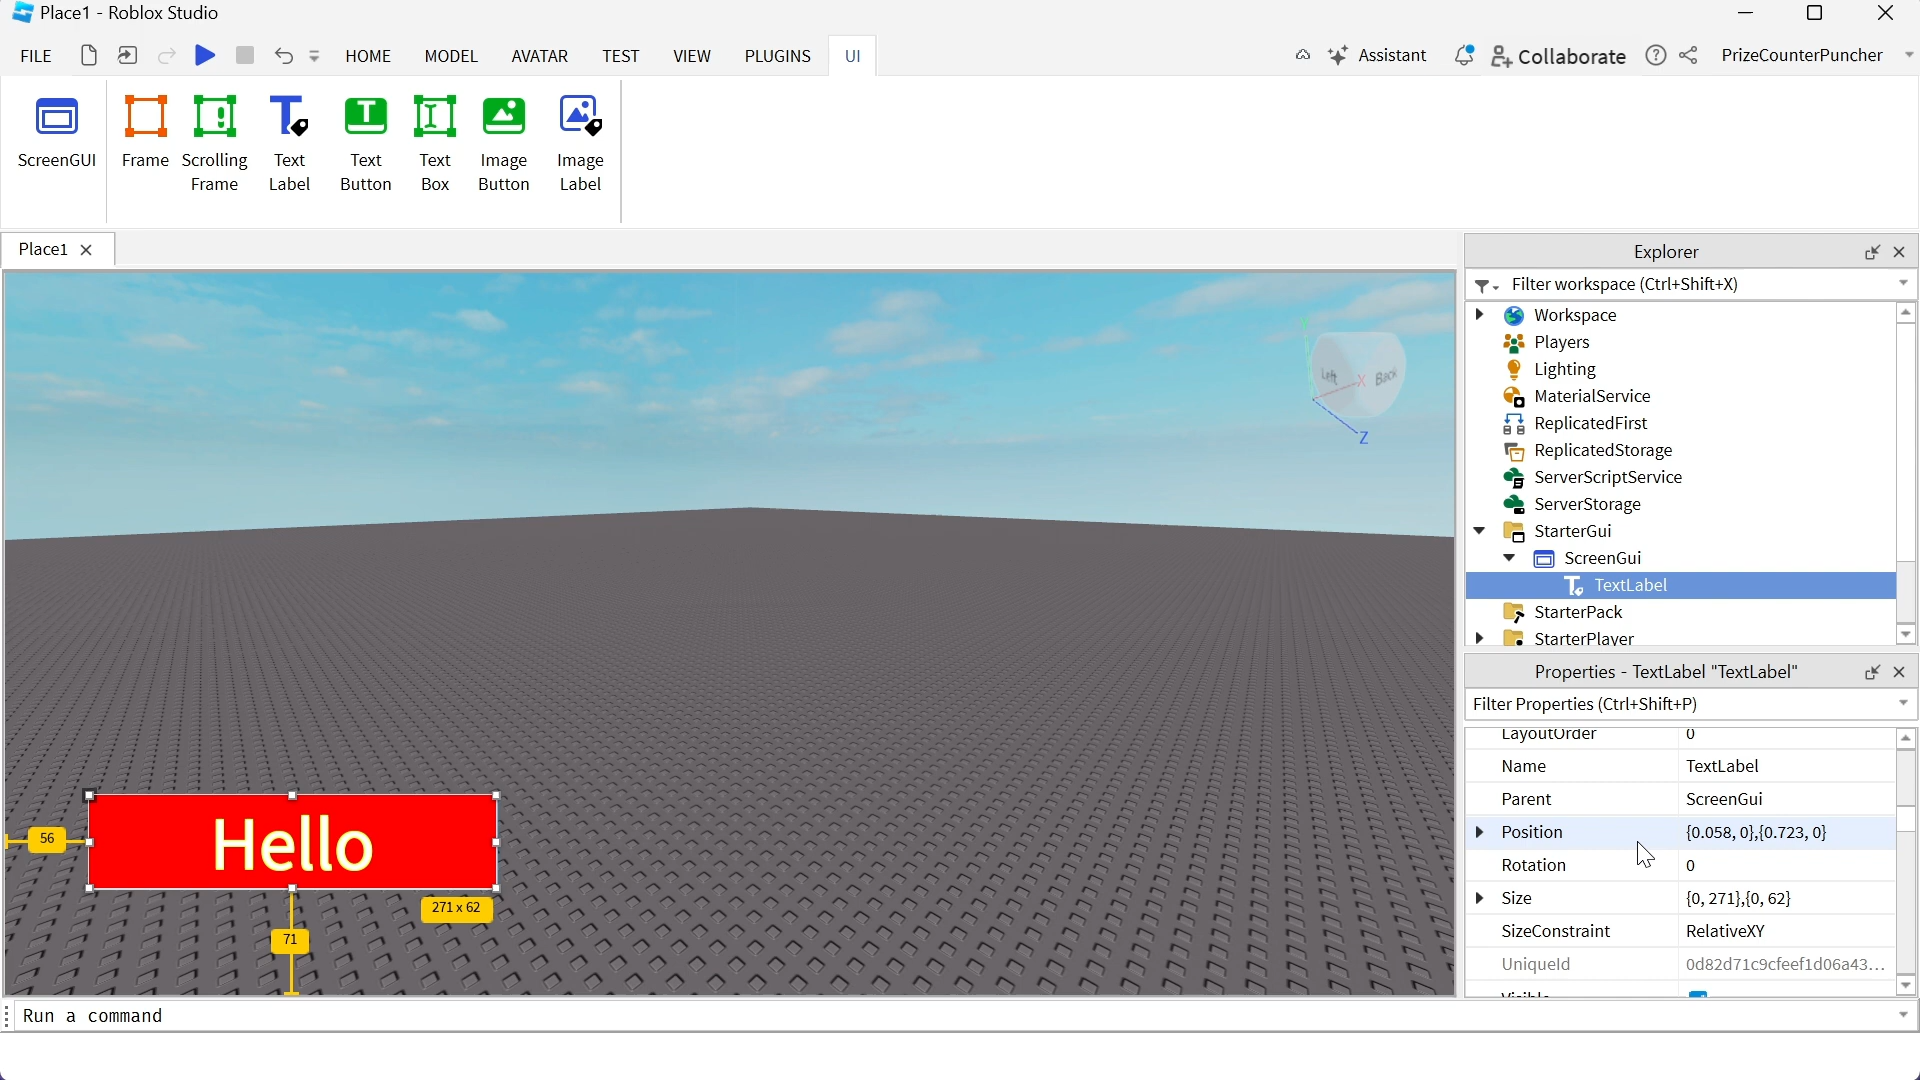 Place1 - Roblox Studio
FILE
HOME
MODEL
AVATAR
TEST
VIEW
PLUGINS
UI
Assistant
Collaborate
PrizeCounterPuncher
ScreenGUI
Frame
Scrolling
Frame
Text
Label
Text
Button
Text
Box
Image
Button
Image
Label
Place1
Left
Back
X
Z
Hello
56
271 x 62
71
Explorer
Filter workspace (Ctrl+Shift+X)
Workspace
Players
Lighting
MaterialService
ReplicatedFirst
ReplicatedStorage
ServerScriptService
ServerStorage
StarterGui
ScreenGui
TextLabel
StarterPack
StarterPlayer
Properties - TextLabel "TextLabel"
Filter Properties (Ctrl+Shift+P)
LayoutOrder 0
Name TextLabel
Parent ScreenGui
Position {0.058, 0},{0.723, 0}
Rotation 0
Size {0, 271},{0, 62}
SizeConstraint RelativeXY
UniqueId 0d82d71c9cfeef1d06a43...
Run a command